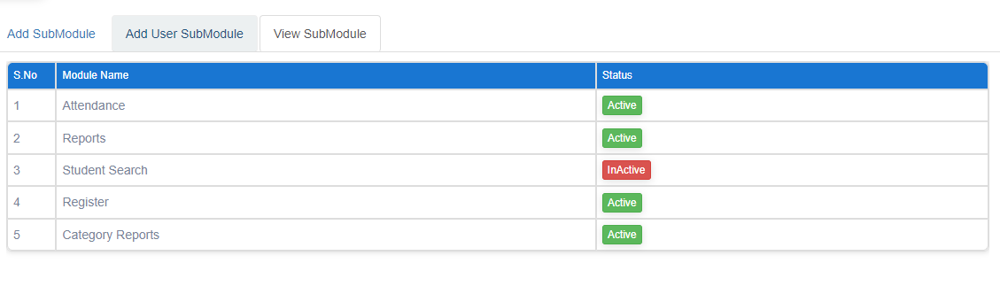 Add SubModule Add User SubModule View SubModule
S.No Module Name Status
1 Attendance Active
2 Reports Active
3 Student Search InActive
4 Register Active
5 Category Reports Active